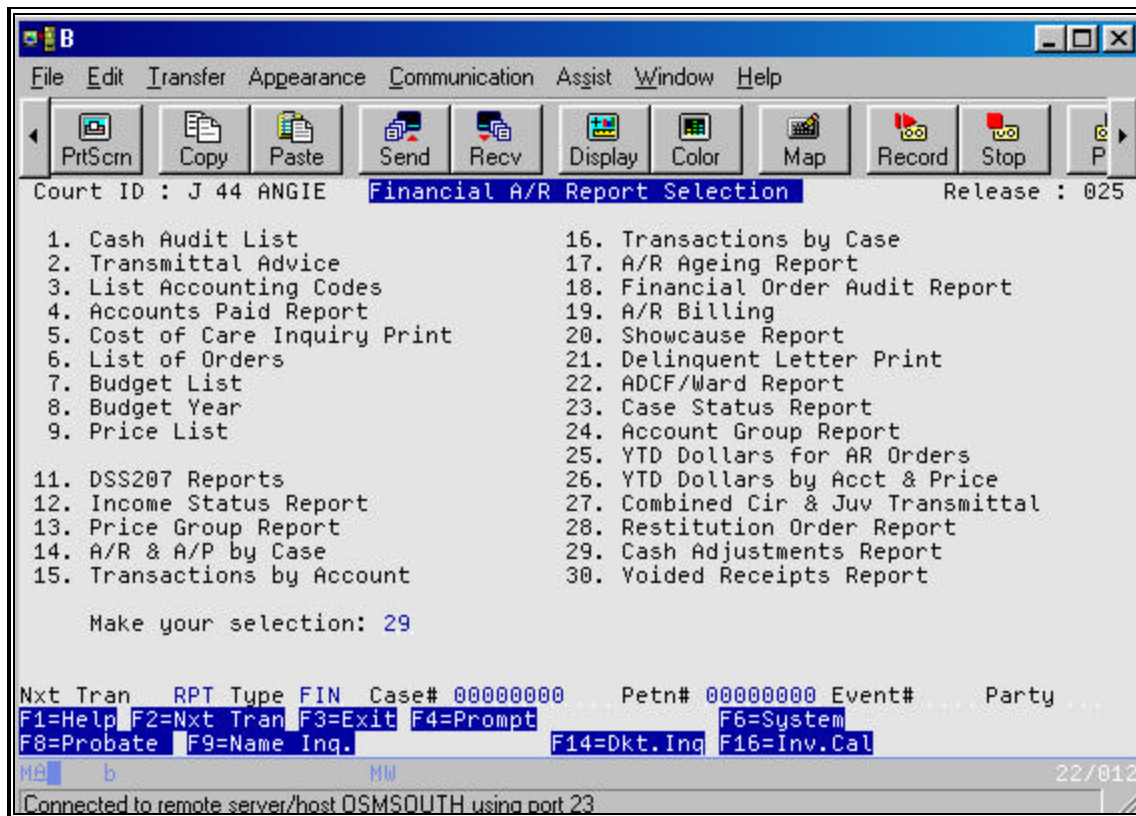 B
File Edit Transfer Appearance Communication Assist Window Help
PrtScrn Copy Paste Send Recv Display Color Map Record Stop P
Court ID : J 44 ANGIE Financial A/R Report Selection Release : 025
1. Cash Audit List 16. Transactions by Case
2. Transmittal Advice 17. A/R Ageing Report
3. List Accounting Codes 18. Financial Order Audit Report
4. Accounts Paid Report 19. A/R Billing
5. Cost of Care Inquiry Print 20. Showcause Report
6. List of Orders 21. Delinquent Letter Print
7. Budget List 22. ADCF/Ward Report
8. Budget Year 23. Case Status Report
9. Price List 24. Account Group Report
25. YTD Dollars for AR Orders
11. DSS207 Reports 26. YTD Dollars by Acct & Price
12. Income Status Report 27. Combined Cir & Juv Transmittal
13. Price Group Report 28. Restitution Order Report
14. A/R & A/P by Case 29. Cash Adjustments Report
15. Transactions by Account 30. Voided Receipts Report
Make your selection: 29
Nxt Tran RPT Type FIN Case# 00000000 Petn# 00000000 Event# Party
F1=Help F2=Nxt Tran F3=Exit F4=Prompt F6=System
F8=Probate F9=Name Inq. F14=Dkt.Inq F16=Inv.Cal
MA b MW 22/012
Connected to remote server/host OSMSOUTH using port 23